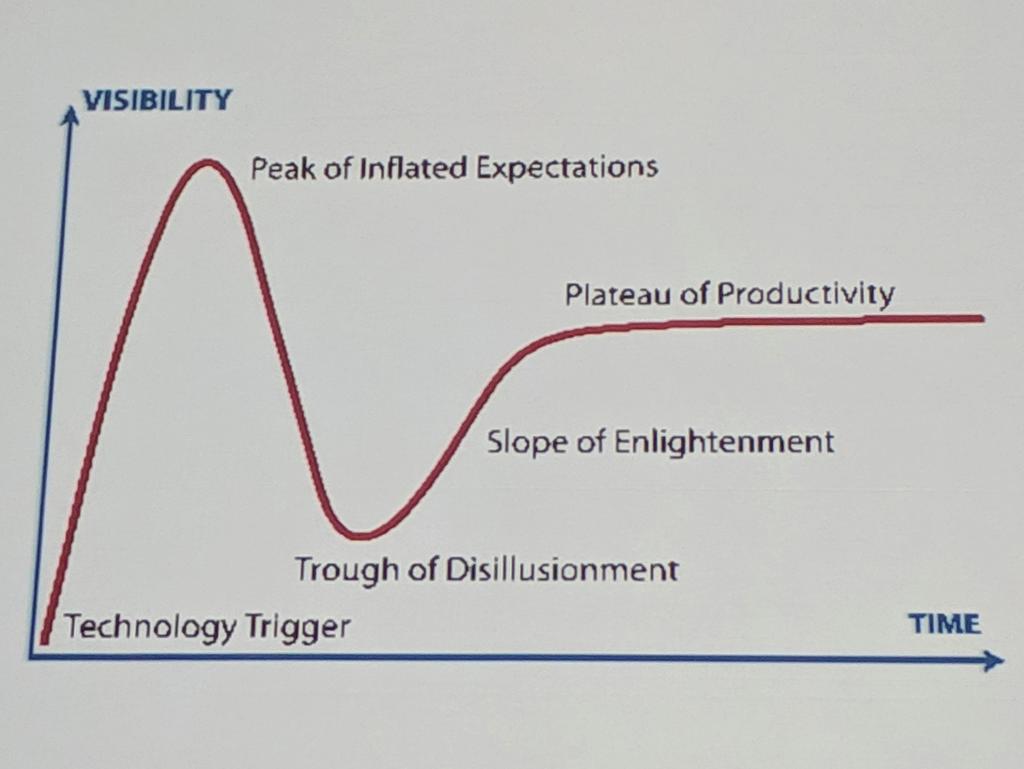 VISIBILITY
Peak of Inflated Expectations
Plateau of Productivity
Slope of Enlightenment
Trough of Disillusionment
Technology Trigger
TIME